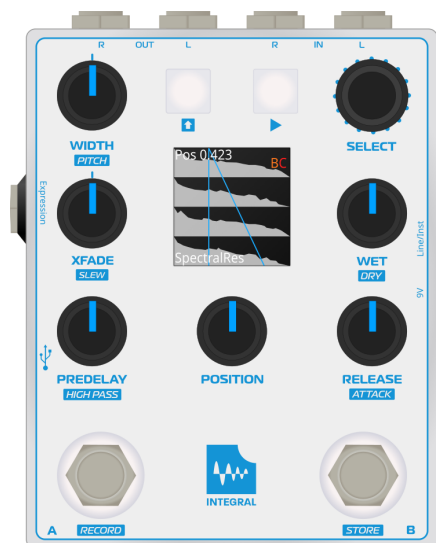 R OUT L R IN L
WIDTH
PITCH
SELECT
Pos 0.423
BC
Expression
XFADE
SLEW
SpectralRes
WET
DRY
Line/Inst
9V
PREDELAY
HIGH PASS
POSITION
RELEASE
ATTACK
INTEGRAL
A RECORD
STORE B